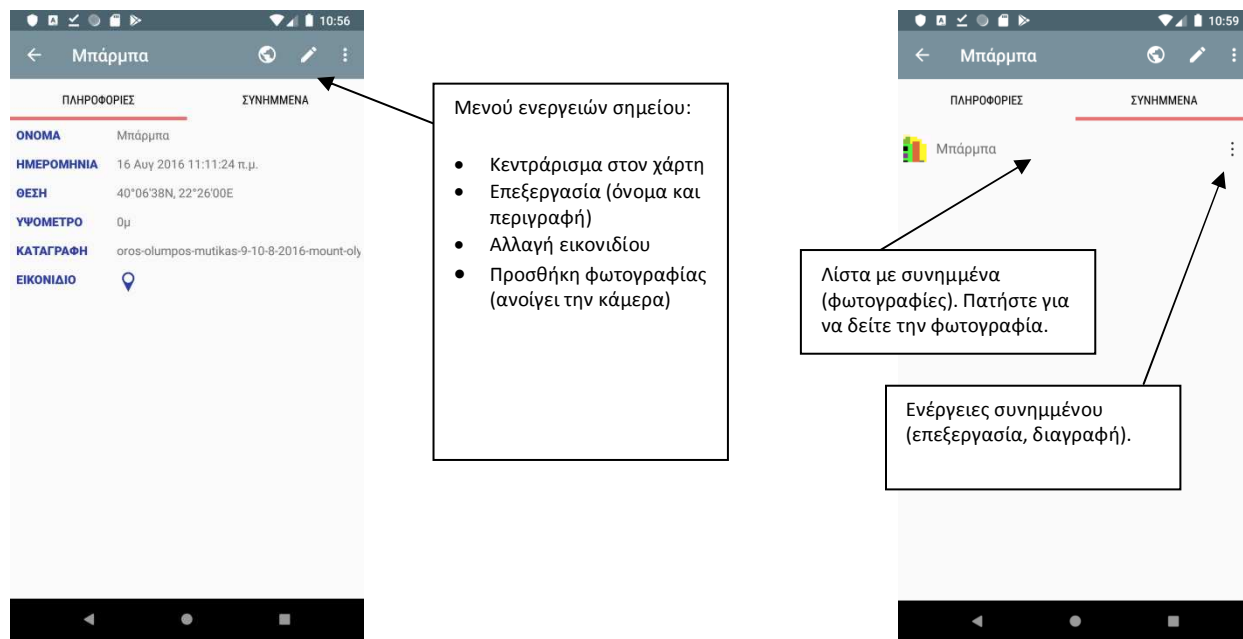 10:56
Μπάρμπα
ΠΛΗΡΟΦΟΡΙΕΣ ΣΥΝΗΜΜΕΝΑ
ΟΝΟΜΑ Μπάρμπα
ΗΜΕΡΟΜΗΝΙΑ 16 Αυγ 2016 11:11:24 π.μ.
ΘΕΣΗ 40°06'38N, 22°26'00E
ΥΨΟΜΕΤΡΟ 0μ
ΚΑΤΑΓΡΑΦΗ oros-olumpos-mutikas-9-10-8-2016-mount-oly
ΕΙΚΟΝΙΔΙΟ
Μενού ενεργειών σημείου:
• Κεντράρισμα στον χάρτη
• Επεξεργασία (όνομα και
περιγραφή)
• Αλλαγή εικονιδίου
• Προσθήκη φωτογραφίας
(ανοίγει την κάμερα)
10:59
Μπάρμπα
ΠΛΗΡΟΦΟΡΙΕΣ ΣΥΝΗΜΜΕΝΑ
Μπάρμπα
Λίστα με συνημμένα
(φωτογραφίες). Πατήστε για
να δείτε την φωτογραφία.
Ενέργειες συνημμένου
(επεξεργασία, διαγραφή).